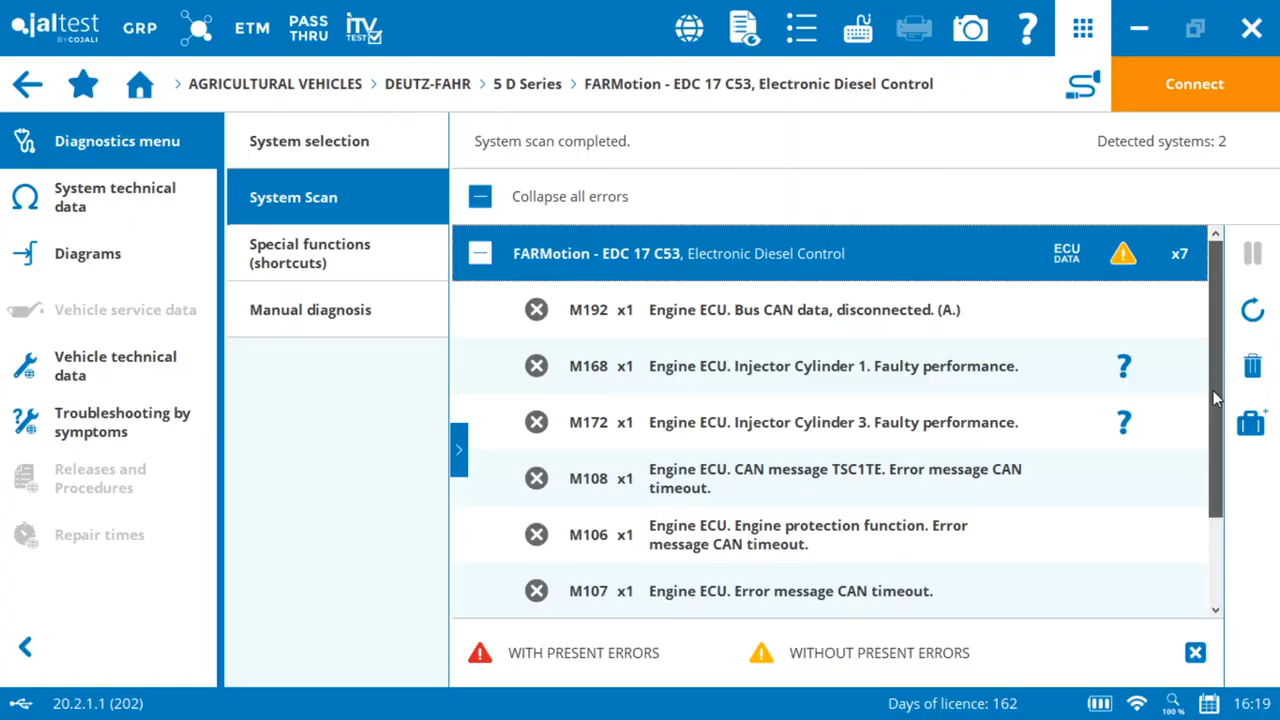 jaltest
BY COJALI
GRP
ETM
PASS
THRU
itv
TEST
?
AGRICULTURAL VEHICLES > DEUTZ-FAHR > 5 D Series > FARMotion - EDC 17 C53, Electronic Diesel Control
Connect
Diagnostics menu
System technical
data
Diagrams
Vehicle service data
Vehicle technical
data
Troubleshooting by
symptoms
Releases and
Procedures
Repair times
System selection
System Scan
Special functions
(shortcuts)
Manual diagnosis
System scan completed.
Detected systems: 2
Collapse all errors
FARMotion - EDC 17 C53, Electronic Diesel Control
ECU
DATA
x7
M192 x1 Engine ECU. Bus CAN data, disconnected. (A.)
M168 x1 Engine ECU. Injector Cylinder 1. Faulty performance. ?
M172 x1 Engine ECU. Injector Cylinder 3. Faulty performance. ?
M108 x1 Engine ECU. CAN message TSC1TE. Error message CAN
timeout.
M106 x1 Engine ECU. Engine protection function. Error
message CAN timeout.
M107 x1 Engine ECU. Error message CAN timeout.
WITH PRESENT ERRORS
WITHOUT PRESENT ERRORS
20.2.1.1 (202)
Days of licence: 162
100 %
16:19